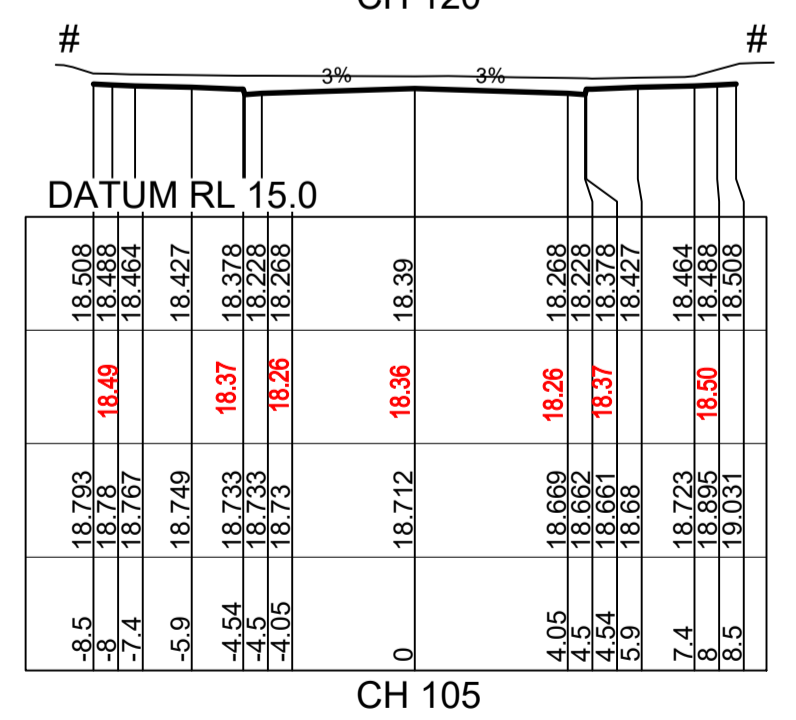 CH 120
# #
3% 3%
DATUM RL 15.0
18.508 18.488 18.464 18.427 18.378 18.228 18.268 18.39 18.268 18.228 18.378 18.427 18.464 18.488 18.508
18.49 18.37 18.26 18.36 18.26 18.37 18.50
18.793 18.78 18.767 18.749 18.733 18.733 18.73 18.712 18.669 18.662 18.661 18.68 18.723 18.895 19.031
-8.5 -8 -7.4 -5.9 -4.54 -4.5 -4.05 0 4.05 4.5 4.54 5.9 7.4 8 8.5
CH 105